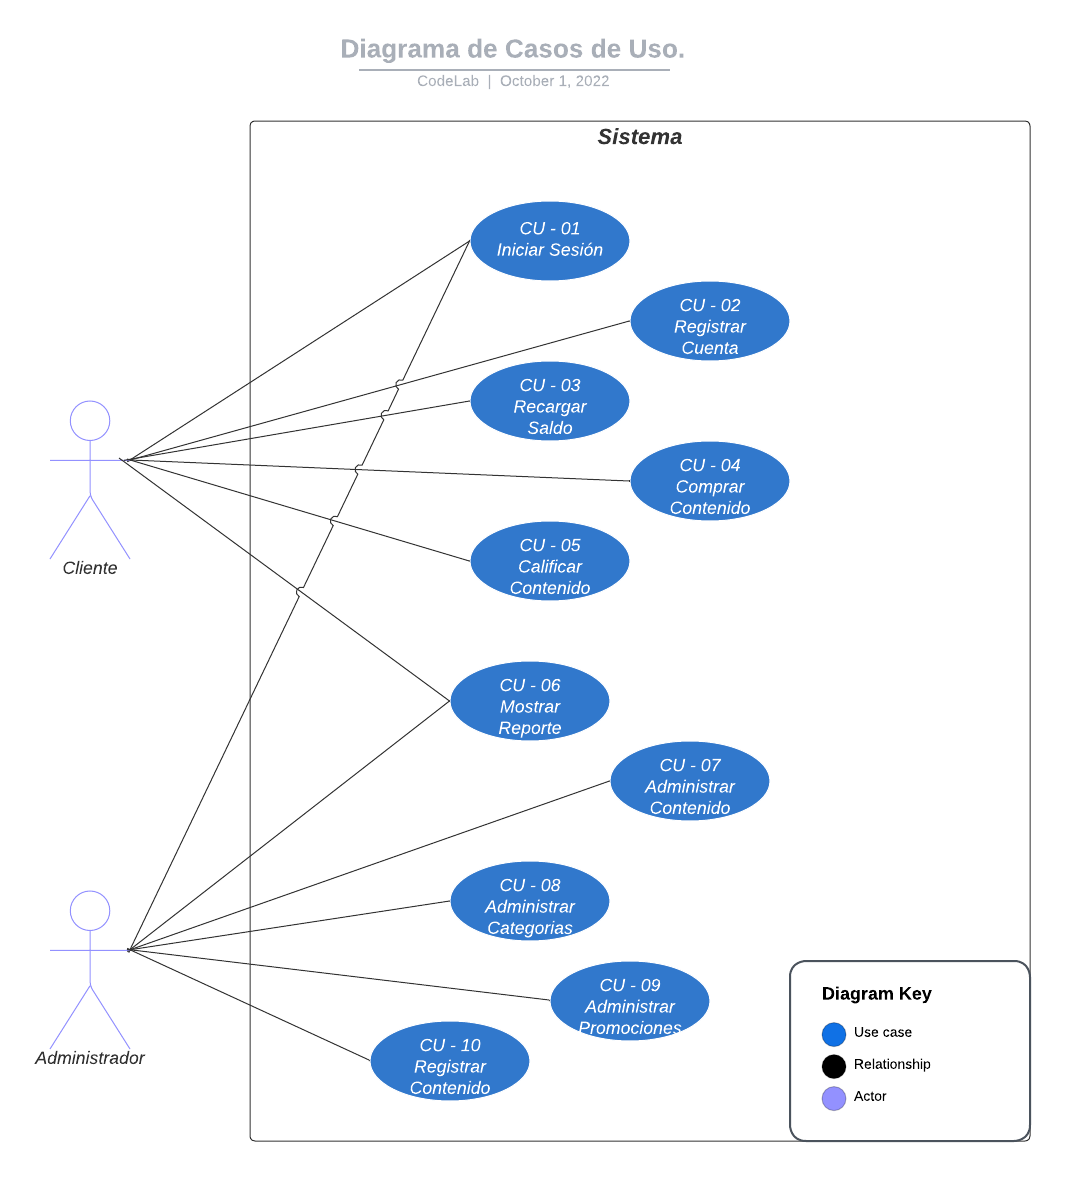 Diagrama de Casos de Uso.
CodeLab | October 1, 2022
Sistema
CU - 01
Iniciar Sesión
CU - 02
Registrar
Cuenta
CU - 03
Recargar
Saldo
CU - 04
Comprar
Contenido
CU - 05
Calificar
Contenido
Cliente
CU - 06
Mostrar
Reporte
CU - 07
Administrar
Contenido
CU - 08
Administrar
Categorias
CU - 09
Administrar
Promociones
CU - 10
Registrar
Contenido
Administrador
Diagram Key
Use case
Relationship
Actor